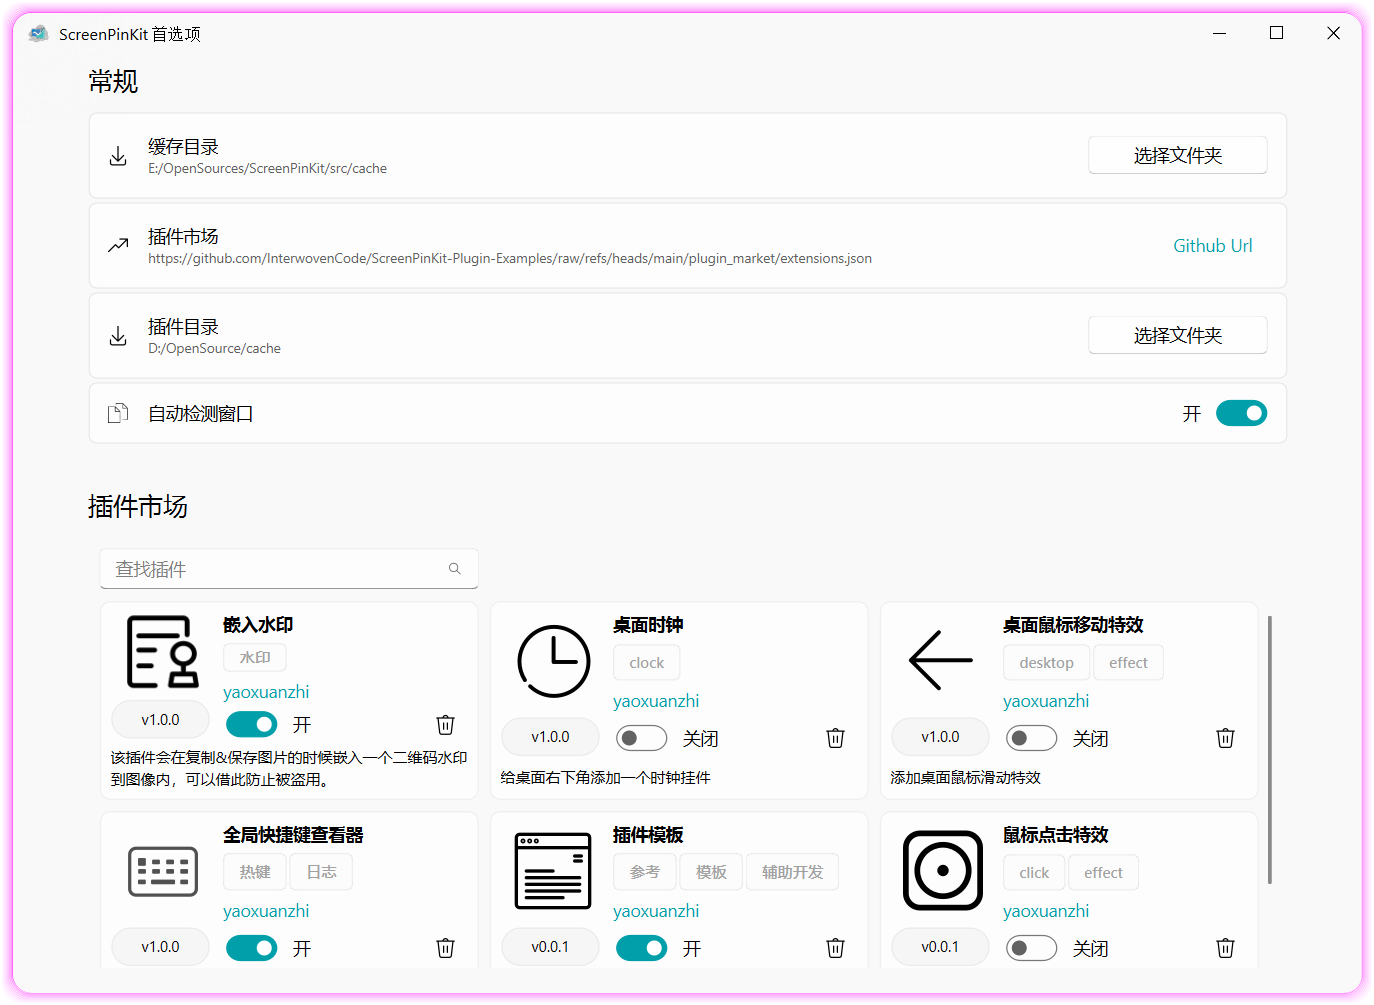 ScreenPinKit 首选项
常规
缓存目录
E:/OpenSources/ScreenPinKit/src/cache
选择文件夹
插件市场
https://github.com/InterwovenCode/ScreenPinKit-Plugin-Examples/raw/refs/heads/main/plugin_market/extensions.json
Github Url
插件目录
D:/OpenSource/cache
选择文件夹
自动检测窗口
开
插件市场
查找插件
嵌入水印
水印
yaoxuanzhi
v1.0.0
开
该插件会在复制&保存图片的时候嵌入一个二维码水印
到图像内，可以借此防止被盗用。
桌面时钟
clock
yaoxuanzhi
v1.0.0
关闭
给桌面右下角添加一个时钟挂件
桌面鼠标移动特效
desktop effect
yaoxuanzhi
v1.0.0
关闭
添加桌面鼠标滑动特效
全局快捷键查看器
热键 日志
yaoxuanzhi
v1.0.0
开
插件模板
参考 模板 辅助开发
yaoxuanzhi
v0.0.1
开
鼠标点击特效
click effect
yaoxuanzhi
v0.0.1
关闭